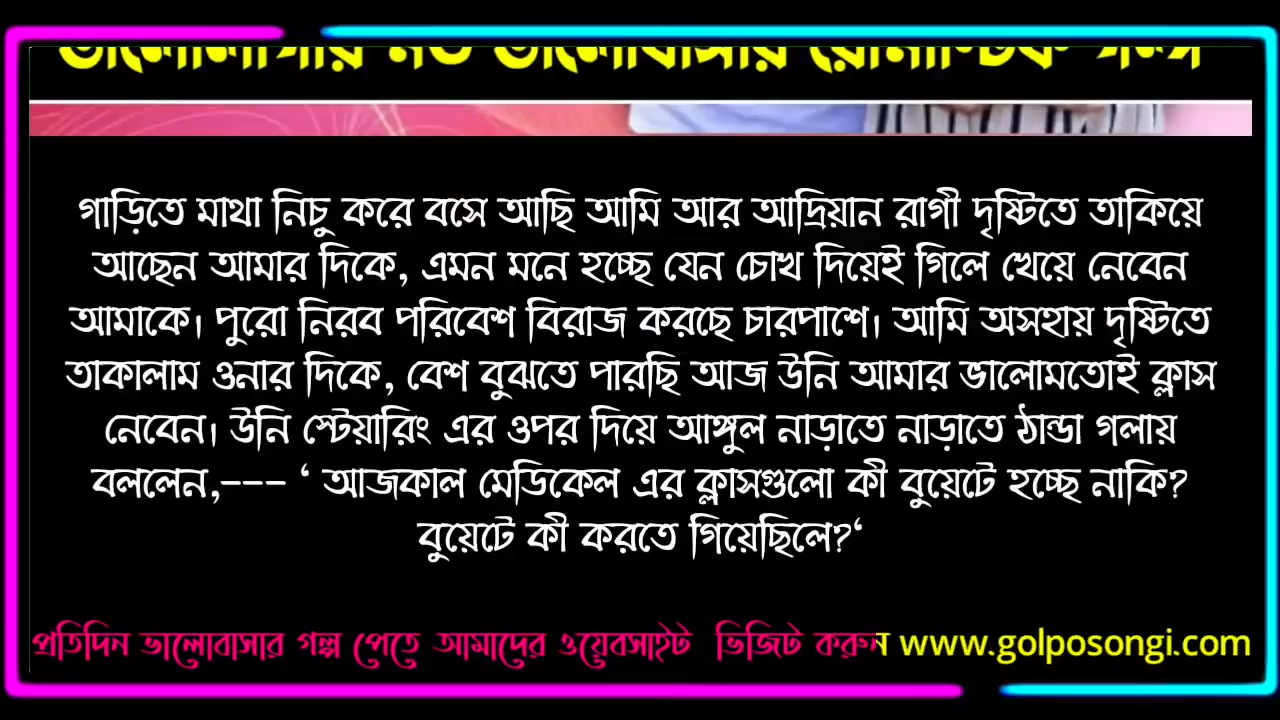 ভালোলাগার মত ভালোবাসার রোমান্টিক গল্প
গাড়িতে মাথা নিচু করে বসে আছি আমি আর আদ্রিয়ান রাগী দৃষ্টিতে তাকিয়ে
আছেন আমার দিকে, এমন মনে হচ্ছে যেন চোখ দিয়েই গিলে খেয়ে নেবেন
আমাকে। পুরো নিরব পরিবেশ বিরাজ করছে চারপাশে। আমি অসহায় দৃষ্টিতে
তাকালাম ওনার দিকে, বেশ বুঝতে পারছি আজ উনি আমার ভালোমতোই ক্লাস
নেবেন। উনি স্টেয়ারিং এর ওপর দিয়ে আঙ্গুল নাড়াতে নাড়াতে ঠান্ডা গলায়
বললেন,--- ‘ আজকাল মেডিকেল এর ক্লাসগুলো কী বুয়েটে হচ্ছে নাকি?
বুয়েটে কী করতে গিয়েছিলে?‘
প্রতিদিন ভালোবাসার গল্প পেতে আমাদের ওয়েবসাইট ভিজিট করুন www.golposongi.com